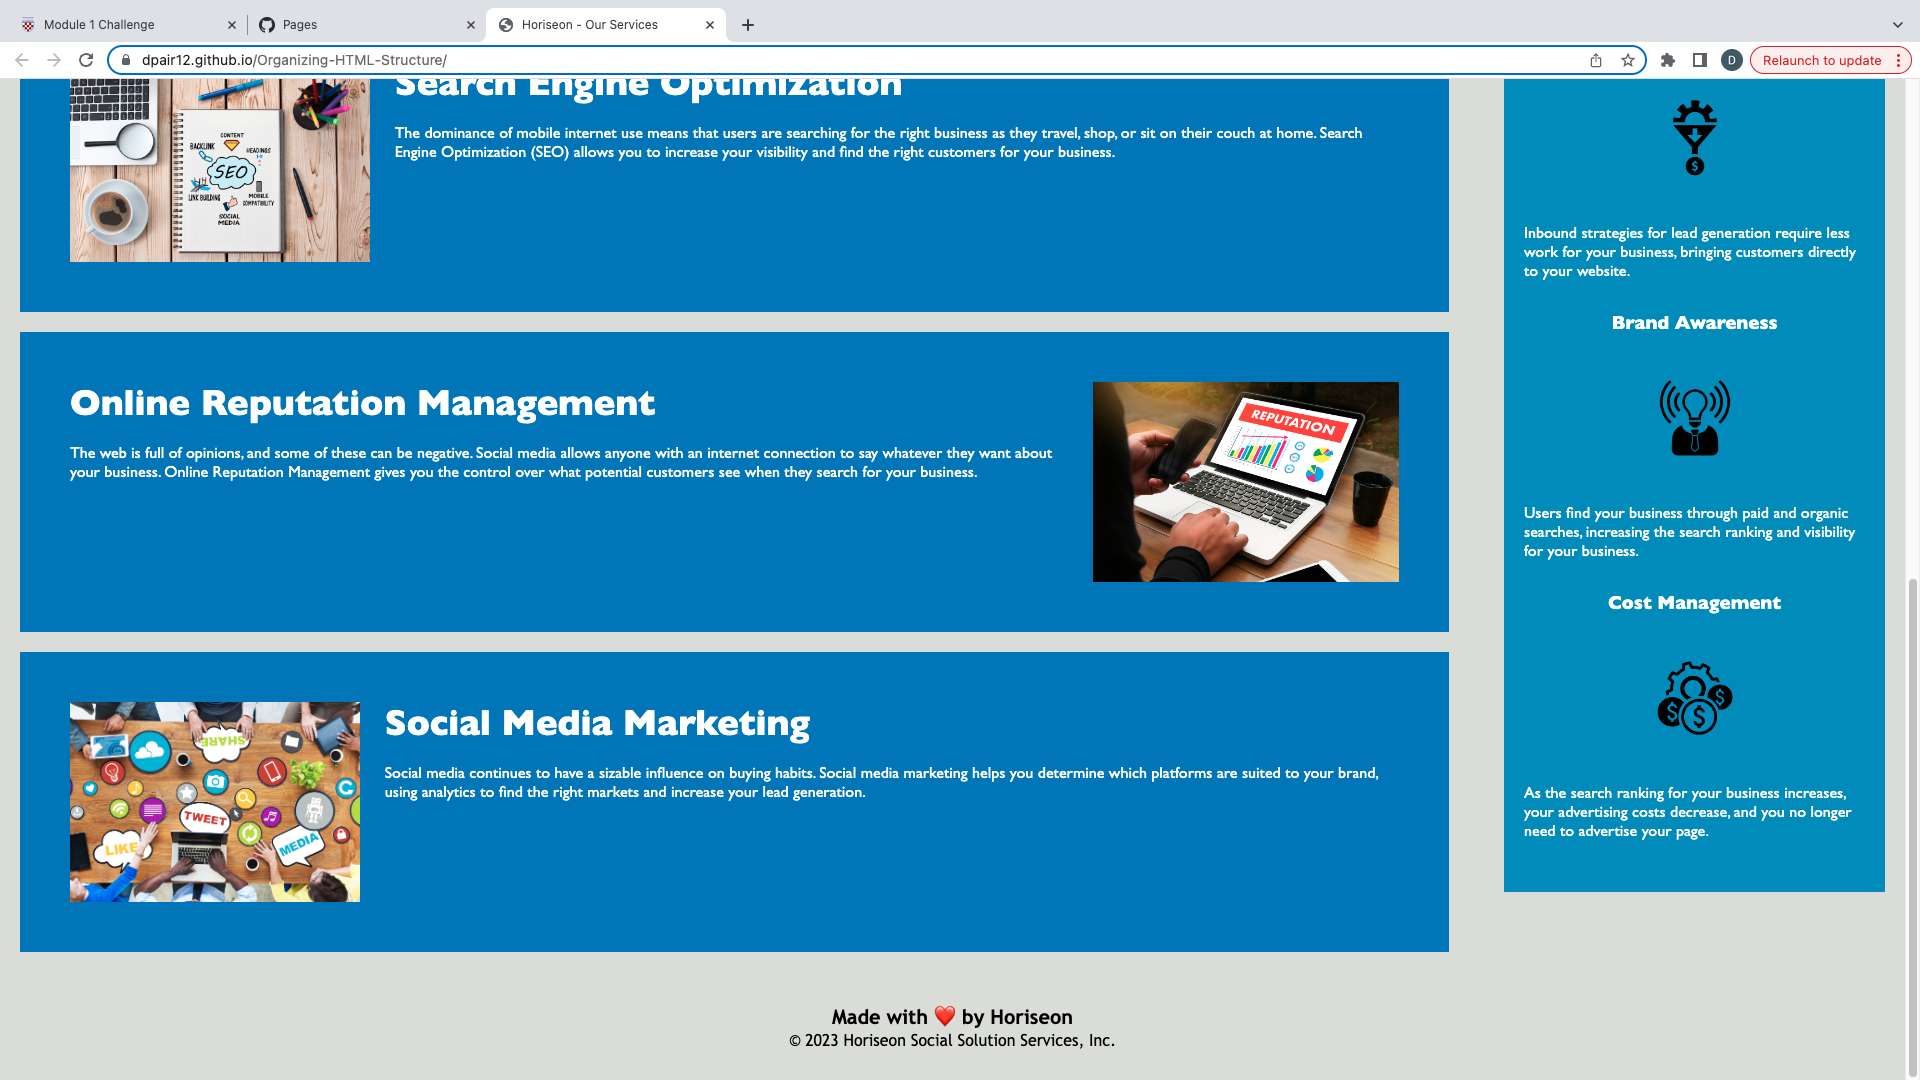 Module 1 Challenge
Pages
Horiseon - Our Services
dpair12.github.io/Organizing-HTML-Structure/
D
Relaunch to update
Search Engine Optimization
The dominance of mobile internet use means that users are searching for the right business as they travel, shop, or sit on their couch at home. Search
Engine Optimization (SEO) allows you to increase your visibility and find the right customers for your business.
CONTENT
BACKLINK
HEADINGS
SEO
LINK BUILDING
MOBILE
COMPATIBILITY
SOCIAL
MEDIA
Online Reputation Management
The web is full of opinions, and some of these can be negative. Social media allows anyone with an internet connection to say whatever they want about
your business. Online Reputation Management gives you the control over what potential customers see when they search for your business.
REPUTATION
Social Media Marketing
Social media continues to have a sizable influence on buying habits. Social media marketing helps you determine which platforms are suited to your brand,
using analytics to find the right markets and increase your lead generation.
SHARE
TWEET
LIKE
MEDIA
$
Inbound strategies for lead generation require less
work for your business, bringing customers directly
to your website.
Brand Awareness
Users find your business through paid and organic
searches, increasing the search ranking and visibility
for your business.
Cost Management
$ $ $
As the search ranking for your business increases,
your advertising costs decrease, and you no longer
need to advertise your page.
Made with ❤️ by Horiseon
© 2023 Horiseon Social Solution Services, Inc.